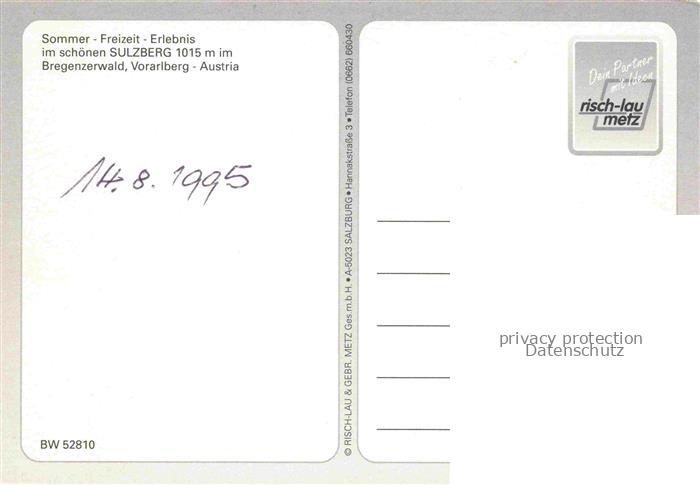 Sommer - Freizeit - Erlebnis
im schönen SULZBERG 1015 m im
Bregenzerwald, Vorarlberg - Austria
14. 8. 1995
BW 52810
© RISCH-LAU & GEBR. METZ Ges.m.b.H. • A-5023 SALZBURG • Hannakstraße 3 • Telefon (0662) 660430
Dein Partner
mit Ideen
risch-lau
metz
privacy protection
Datenschutz